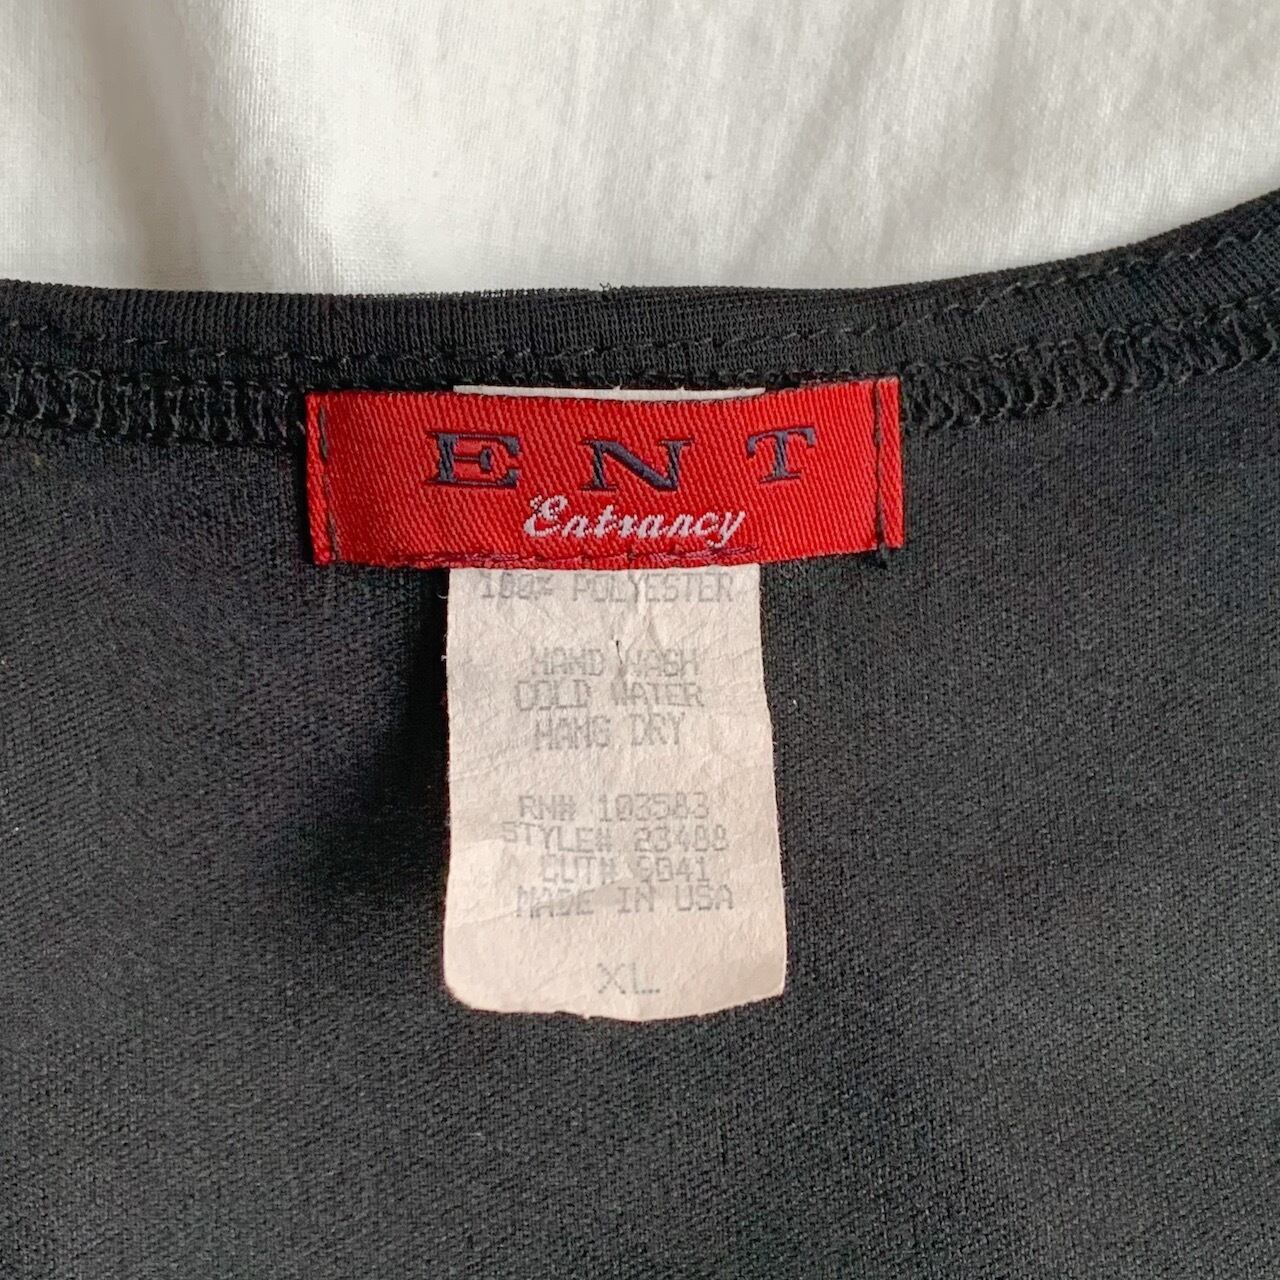 ENT
Entrancy
100% POLYESTER
HAND WASH
COLD WATER
HANG DRY
RN# 103583
STYLE# 23488
CUT# 9041
MADE IN USA
XL